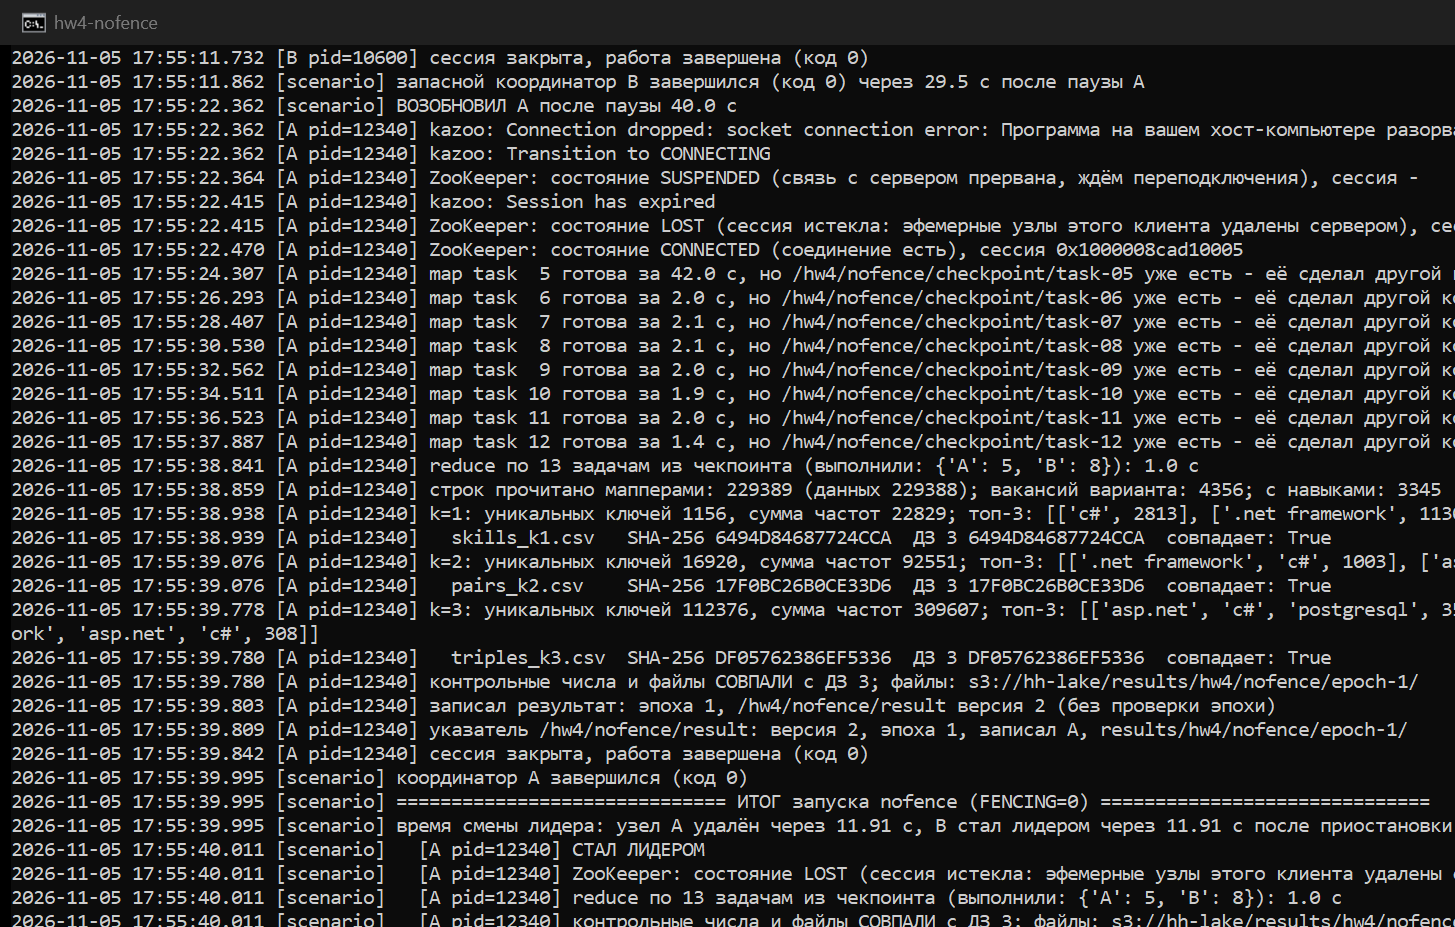 hw4-nofence
2026-11-05 17:55:11.732 [B pid=10600] сессия закрыта, работа завершена (код 0)
2026-11-05 17:55:11.862 [scenario] запасной координатор B завершился (код 0) через 29.5 с после паузы A
2026-11-05 17:55:22.362 [scenario] ВОЗОБНОВИЛ A после паузы 40.0 с
2026-11-05 17:55:22.362 [A pid=12340] kazoo: Connection dropped: socket connection error: Программа на вашем хост-компьютере разорва
2026-11-05 17:55:22.362 [A pid=12340] kazoo: Transition to CONNECTING
2026-11-05 17:55:22.364 [A pid=12340] ZooKeeper: состояние SUSPENDED (связь с сервером прервана, ждём переподключения), сессия -
2026-11-05 17:55:22.415 [A pid=12340] kazoo: Session has expired
2026-11-05 17:55:22.415 [A pid=12340] ZooKeeper: состояние LOST (сессия истекла: эфемерные узлы этого клиента удалены сервером), сес
2026-11-05 17:55:22.470 [A pid=12340] ZooKeeper: состояние CONNECTED (соединение есть), сессия 0x1000008cad10005
2026-11-05 17:55:24.307 [A pid=12340] map task  5 готова за 42.0 с, но /hw4/nofence/checkpoint/task-05 уже есть - её сделал другой
2026-11-05 17:55:26.293 [A pid=12340] map task  6 готова за 2.0 с, но /hw4/nofence/checkpoint/task-06 уже есть - её сделал другой ко
2026-11-05 17:55:28.407 [A pid=12340] map task  7 готова за 2.1 с, но /hw4/nofence/checkpoint/task-07 уже есть - её сделал другой ко
2026-11-05 17:55:30.530 [A pid=12340] map task  8 готова за 2.1 с, но /hw4/nofence/checkpoint/task-08 уже есть - её сделал другой ко
2026-11-05 17:55:32.562 [A pid=12340] map task  9 готова за 2.0 с, но /hw4/nofence/checkpoint/task-09 уже есть - её сделал другой ко
2026-11-05 17:55:34.511 [A pid=12340] map task 10 готова за 1.9 с, но /hw4/nofence/checkpoint/task-10 уже есть - её сделал другой ко
2026-11-05 17:55:36.523 [A pid=12340] map task 11 готова за 2.0 с, но /hw4/nofence/checkpoint/task-11 уже есть - её сделал другой ко
2026-11-05 17:55:37.887 [A pid=12340] map task 12 готова за 1.4 с, но /hw4/nofence/checkpoint/task-12 уже есть - её сделал другой ко
2026-11-05 17:55:38.841 [A pid=12340] reduce по 13 задачам из чекпоинта (выполнили: {'A': 5, 'B': 8}): 1.0 с
2026-11-05 17:55:38.859 [A pid=12340] строк прочитано мапперами: 229389 (данных 229388); вакансий варианта: 4356; с навыками: 3345
2026-11-05 17:55:38.938 [A pid=12340] k=1: уникальных ключей 1156, сумма частот 22829; топ-3: [['c#', 2813], ['.net framework', 1130
2026-11-05 17:55:38.939 [A pid=12340]   skills_k1.csv   SHA-256 6494D84687724CCA  ДЗ 3 6494D84687724CCA  совпадает: True
2026-11-05 17:55:39.076 [A pid=12340] k=2: уникальных ключей 16920, сумма частот 92551; топ-3: [['.net framework', 'c#', 1003], ['as
2026-11-05 17:55:39.076 [A pid=12340]   pairs_k2.csv    SHA-256 17F0BC26B0CE33D6  ДЗ 3 17F0BC26B0CE33D6  совпадает: True
2026-11-05 17:55:39.778 [A pid=12340] k=3: уникальных ключей 112376, сумма частот 309607; топ-3: [['asp.net', 'c#', 'postgresql', 35
ork', 'asp.net', 'c#', 308]]
2026-11-05 17:55:39.780 [A pid=12340]   triples_k3.csv  SHA-256 DF05762386EF5336  ДЗ 3 DF05762386EF5336  совпадает: True
2026-11-05 17:55:39.780 [A pid=12340] контрольные числа и файлы СОВПАЛИ с ДЗ 3; файлы: s3://hh-lake/results/hw4/nofence/epoch-1/
2026-11-05 17:55:39.803 [A pid=12340] записал результат: эпоха 1, /hw4/nofence/result версия 2 (без проверки эпохи)
2026-11-05 17:55:39.809 [A pid=12340] указатель /hw4/nofence/result: версия 2, эпоха 1, записал A, results/hw4/nofence/epoch-1/
2026-11-05 17:55:39.842 [A pid=12340] сессия закрыта, работа завершена (код 0)
2026-11-05 17:55:39.995 [scenario] координатор A завершился (код 0)
2026-11-05 17:55:39.995 [scenario] ============================== ИТОГ запуска nofence (FENCING=0) ==============================
2026-11-05 17:55:39.995 [scenario] время смены лидера: узел A удалён через 11.91 с, B стал лидером через 11.91 с после приостановки
2026-11-05 17:55:40.011 [scenario]   [A pid=12340] СТАЛ ЛИДЕРОМ
2026-11-05 17:55:40.011 [scenario]   [A pid=12340] ZooKeeper: состояние LOST (сессия истекла: эфемерные узлы этого клиента удалены
2026-11-05 17:55:40.011 [scenario]   [A pid=12340] reduce по 13 задачам из чекпоинта (выполнили: {'A': 5, 'B': 8}): 1.0 с
2026-11-05 17:55:40.011 [scenario]   [A pid=12340] контрольные числа и файлы СОВПАЛИ с ДЗ 3; файлы: s3://hh-lake/results/hw4/nofenc